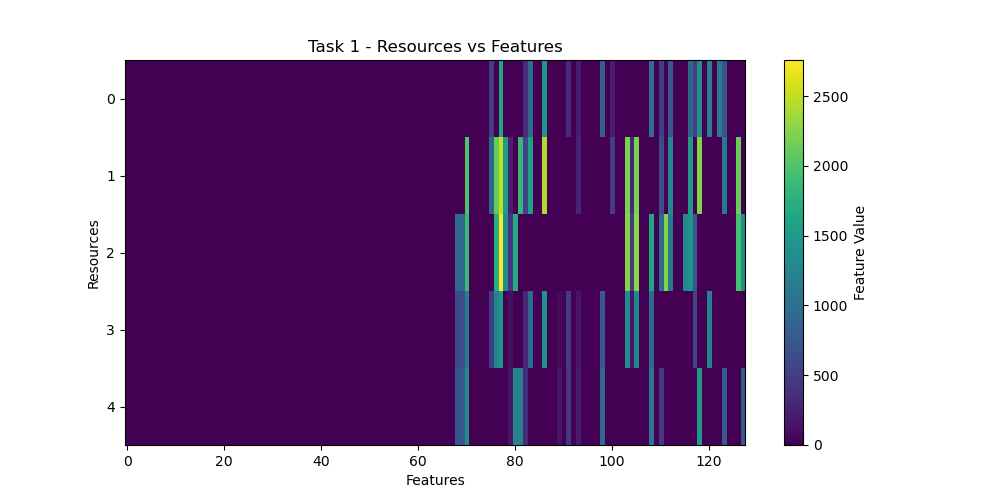 Task 1 - Resources vs Features
0
1
2
3
4
Resources
0 20 40 60 80 100 120
Features
2500
2000
1500
1000
500
0
Feature Value